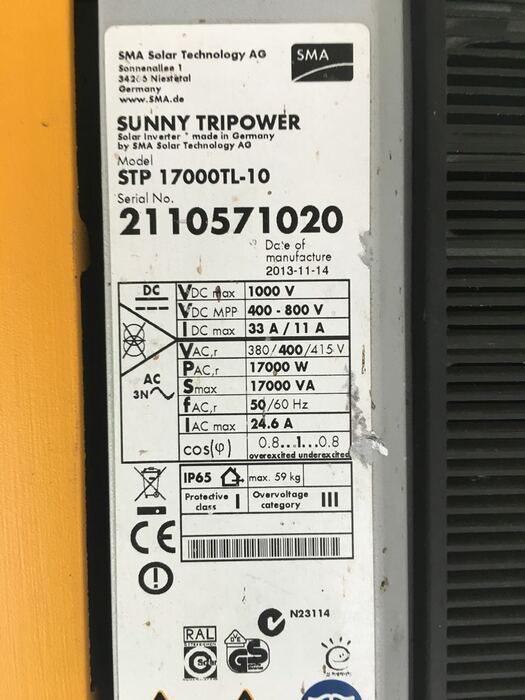 SMA Solar Technology AG
Sonnenallee 1
Niestetal
Germany
www.SMA.de
SMA
SUNNY TRIPOWER
Solar Inverter * made in Germany
by SMA Solar Technology AG
Model
STP 17000TL-10
Serial No.
2110571020
Date of
manufacture
2013-11-14
DC VDC max 1000 V
VDC MPP 400 - 800 V
IDC max 33 A / 11 A
VAC,r 380/400/415 V
PAC,r 17000 W
AC Smax 17000 VA
3N fAC,r 50/60 Hz
IAC max 24.6 A
cos(φ) 0.8...1...0.8
overexcited underexcited
IP65 max. 59 kg
Protective class I Overvoltage category III
CE
N23114
RAL
GS